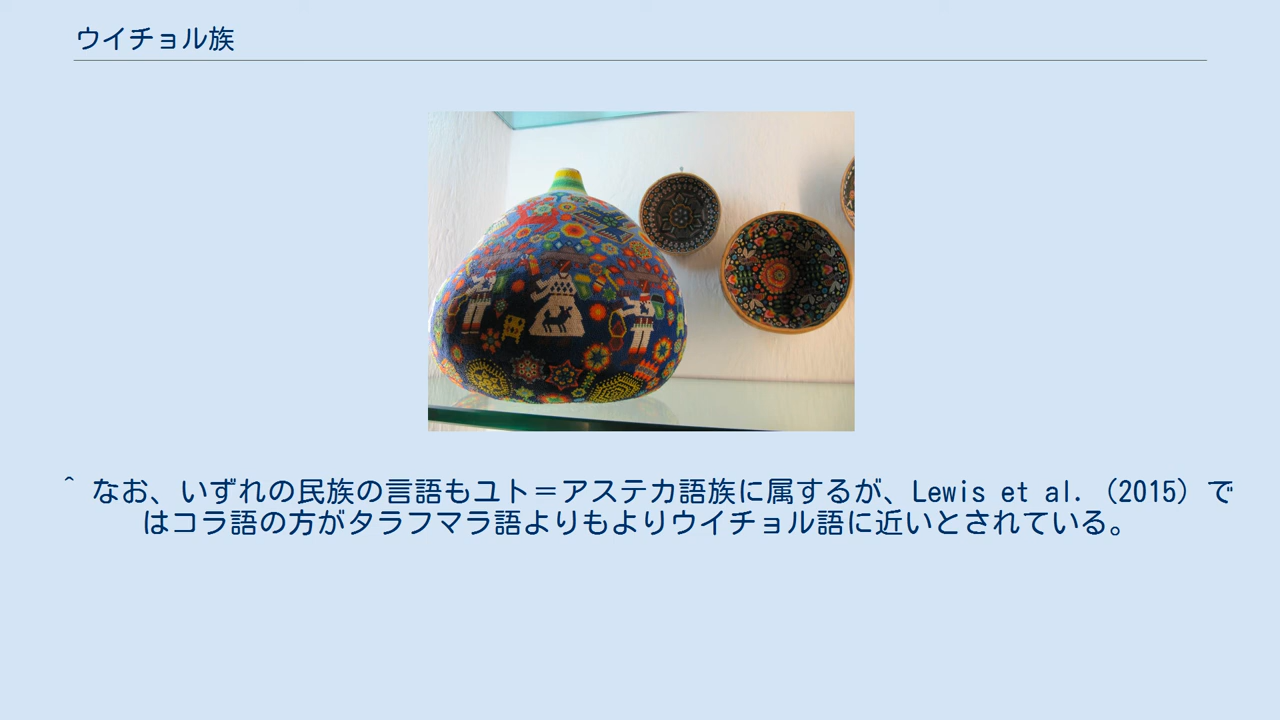 ウイチョル族
^ なお、いずれの民族の言語もユト＝アステカ語族に属するが、Lewis et al. (2015) で
はコラ語の方がタラフマラ語よりもよりウイチョル語に近いとされている。